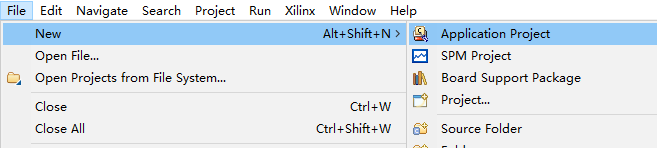 File Edit Navigate Search Project Run Xilinx Window Help
New Alt+Shift+N > Application Project
Open File... SPM Project
Open Projects from File System... Board Support Package
Project...
Close Ctrl+W
Close All Ctrl+Shift+W Source Folder